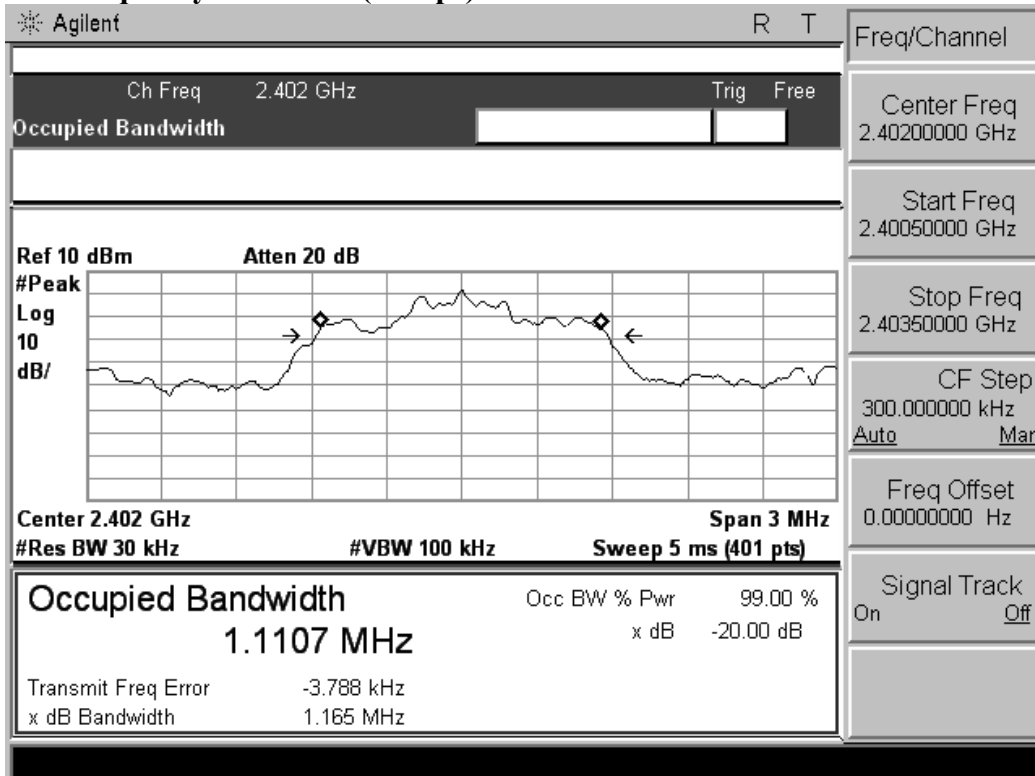 Agilent R T
Freq/Channel
Ch Freq 2.402 GHz Trig Free
Occupied Bandwidth
Center Freq
2.40200000 GHz
Start Freq
2.40050000 GHz
Stop Freq
2.40350000 GHz
CF Step
300.000000 kHz
Auto Man
Freq Offset
0.00000000 Hz
Signal Track
On Off
Ref 10 dBm Atten 20 dB
#Peak
Log
10
dB/
Center 2.402 GHz Span 3 MHz
#Res BW 30 kHz #VBW 100 kHz Sweep 5 ms (401 pts)
Occupied Bandwidth
1.1107 MHz
Occ BW % Pwr 99.00 %
x dB -20.00 dB
Transmit Freq Error -3.788 kHz
x dB Bandwidth 1.165 MHz